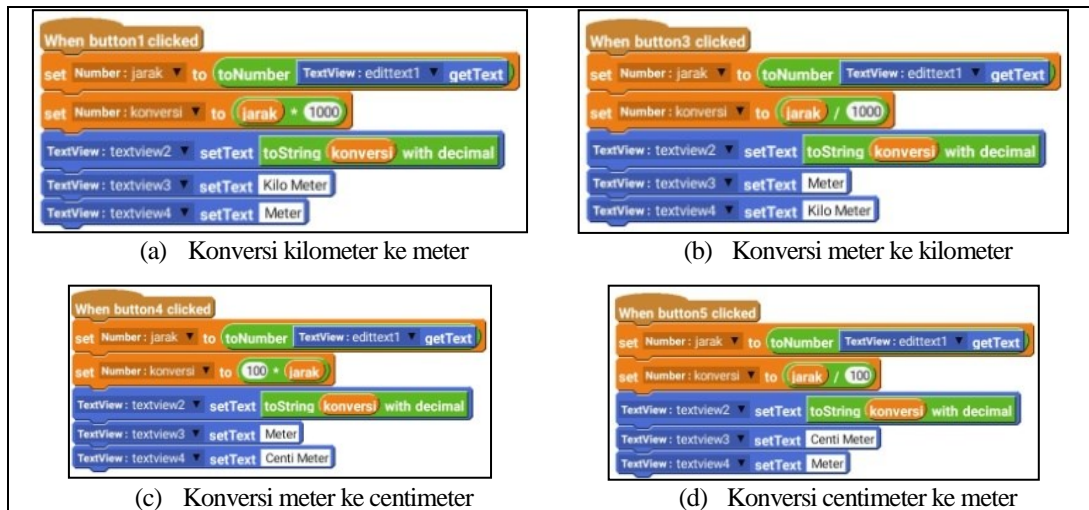 When button1 clicked
set Number : jarak ▼ to toNumber TextView : edittext1 ▼ getText
set Number : konversi ▼ to jarak * 1000
TextView : textview2 ▼ setText toString konversi with decimal
TextView : textview3 ▼ setText Kilo Meter
TextView : textview4 ▼ setText Meter
(a) Konversi kilometer ke meter
When button3 clicked
set Number : jarak ▼ to toNumber TextView : edittext1 ▼ getText
set Number : konversi ▼ to jarak / 1000
TextView : textview2 ▼ setText toString konversi with decimal
TextView : textview3 ▼ setText Meter
TextView : textview4 ▼ setText Kilo Meter
(b) Konversi meter ke kilometer
When button4 clicked
set Number : jarak ▼ to toNumber TextView : edittext1 ▼ getText
set Number : konversi ▼ to 100 * jarak
TextView : textview2 ▼ setText toString konversi with decimal
TextView : textview3 ▼ setText Meter
TextView : textview4 ▼ setText Centi Meter
(c) Konversi meter ke centimeter
When button5 clicked
set Number : jarak ▼ to toNumber TextView : edittext1 ▼ getText
set Number : konversi ▼ to jarak / 100
TextView : textview2 ▼ setText toString konversi with decimal
TextView : textview3 ▼ setText Centi Meter
TextView : textview4 ▼ setText Meter
(d) Konversi centimeter ke meter